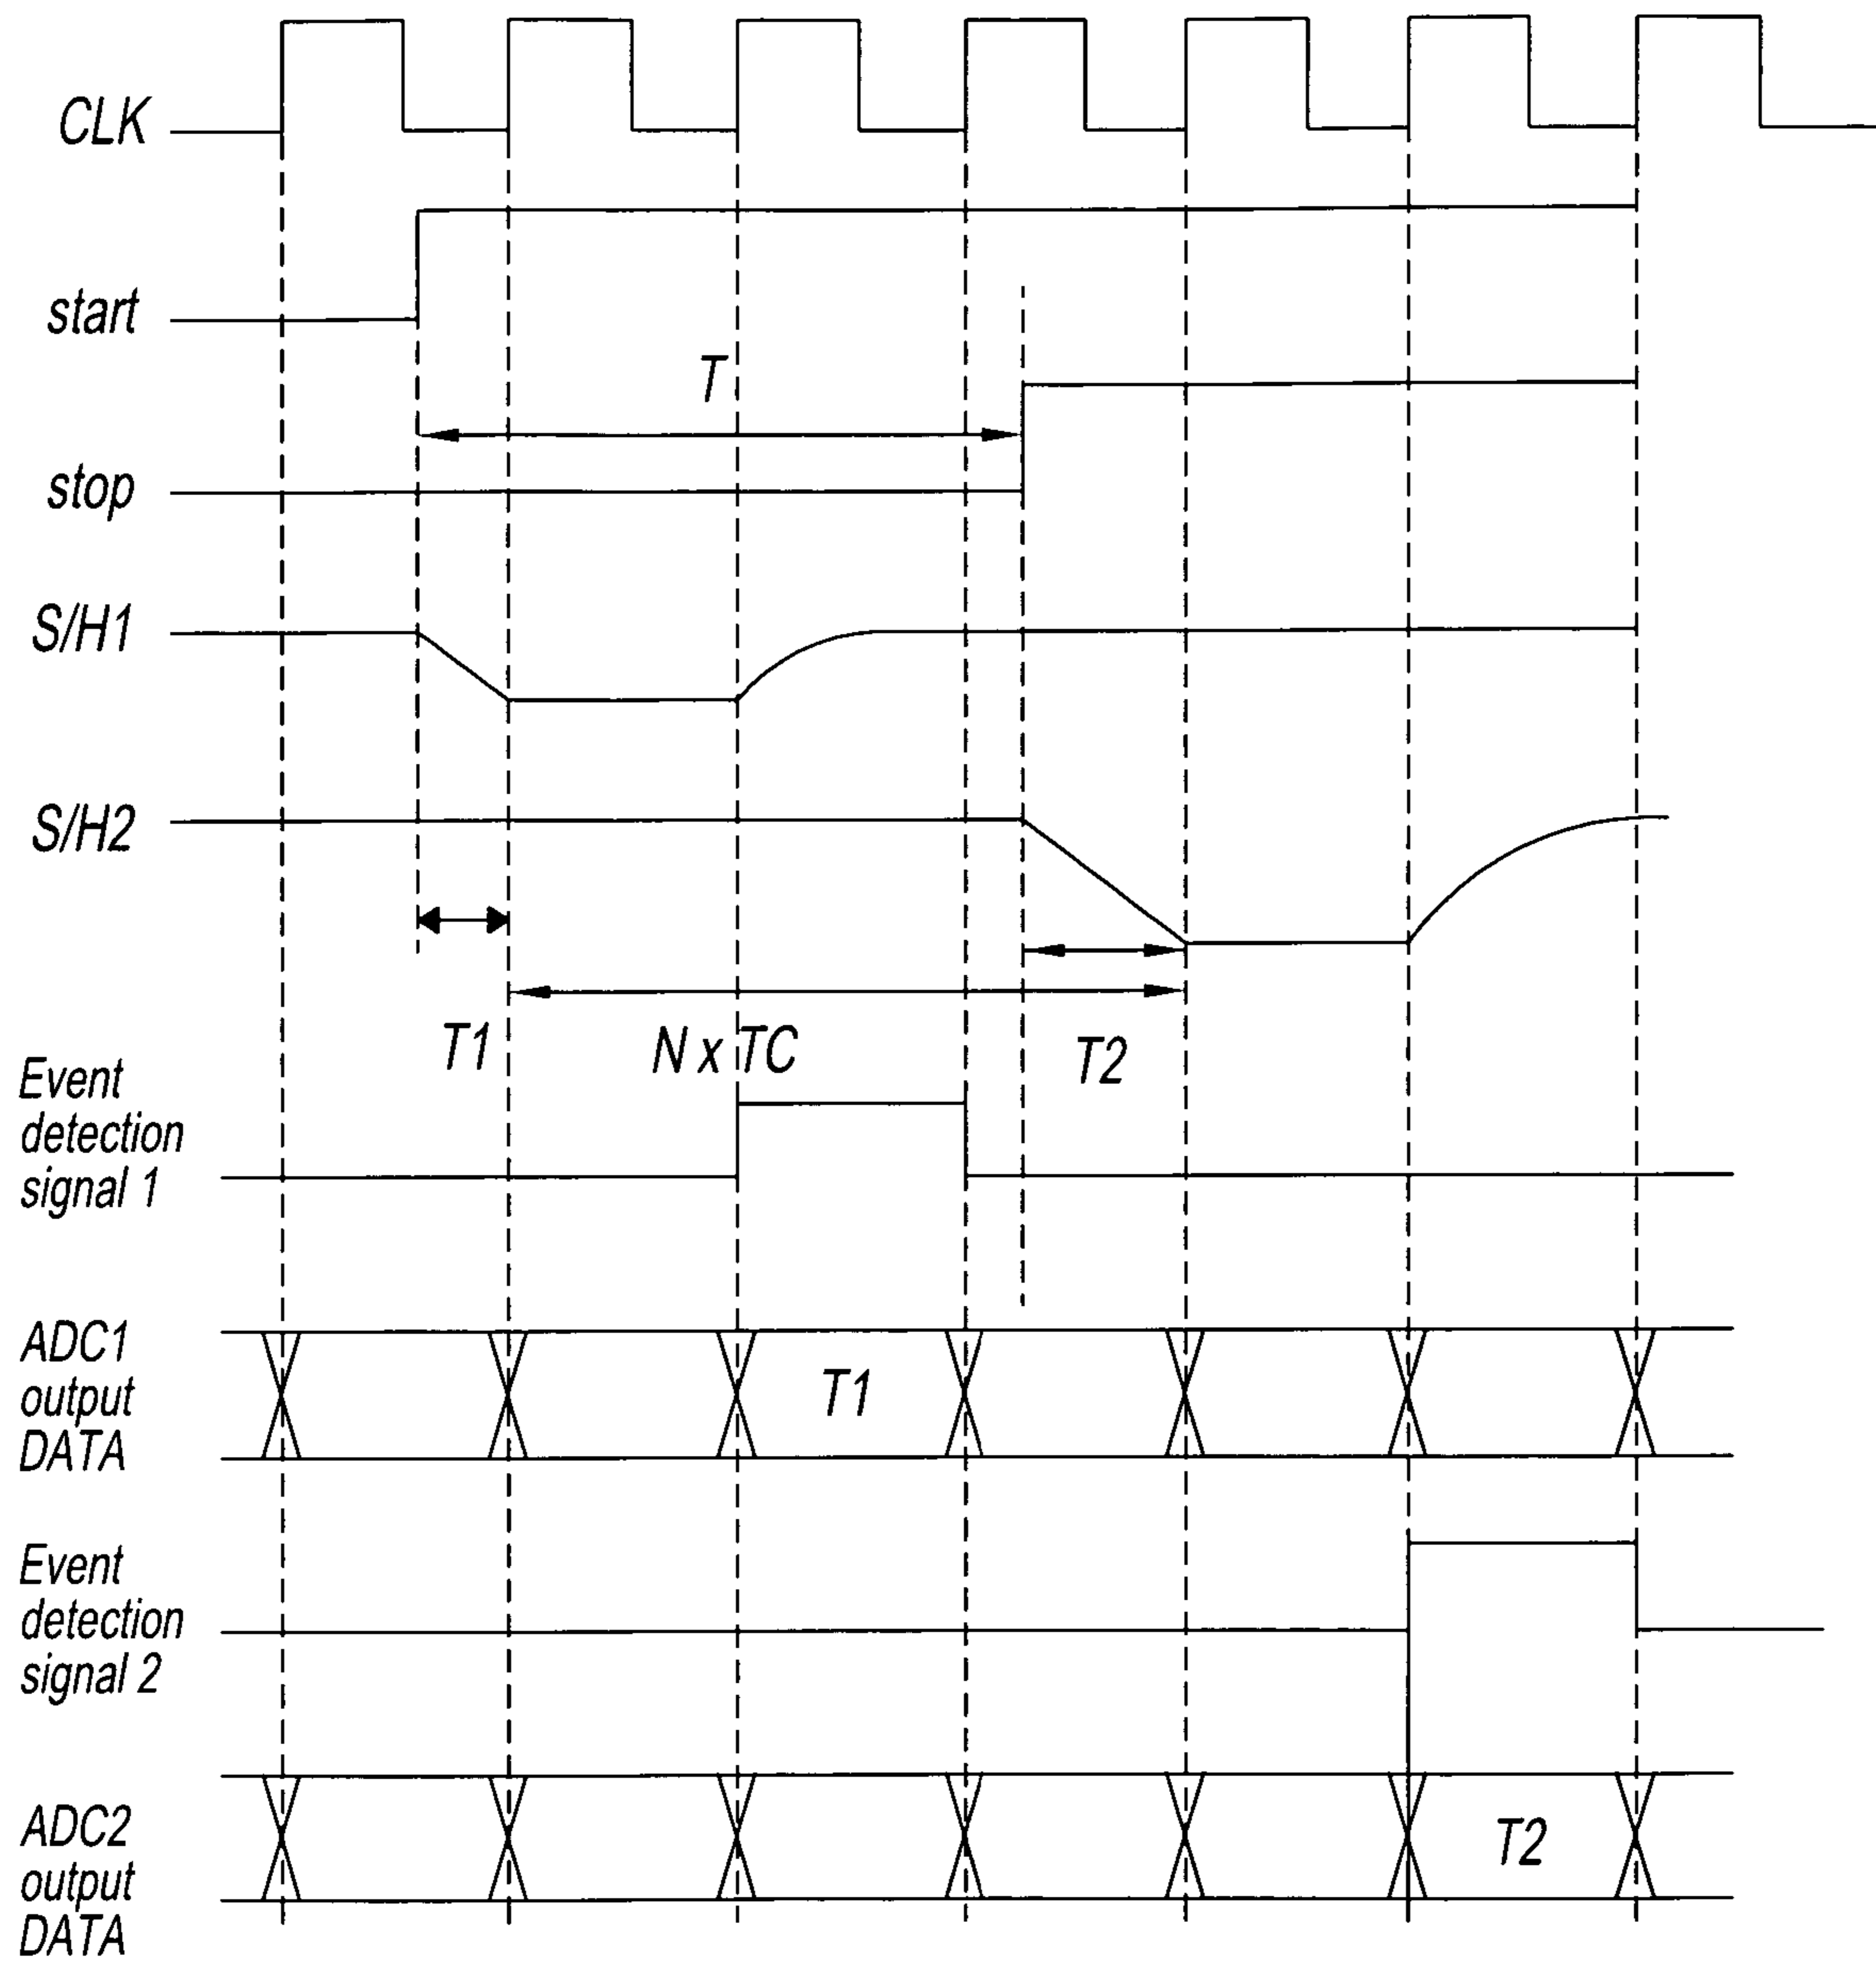 CLK
start
T
stop
S/H1
S/H2
T1
N x TC
T2
Event
detection
signal 1
ADC1
output
DATA
T1
Event
detection
signal 2
ADC2
output
DATA
T2